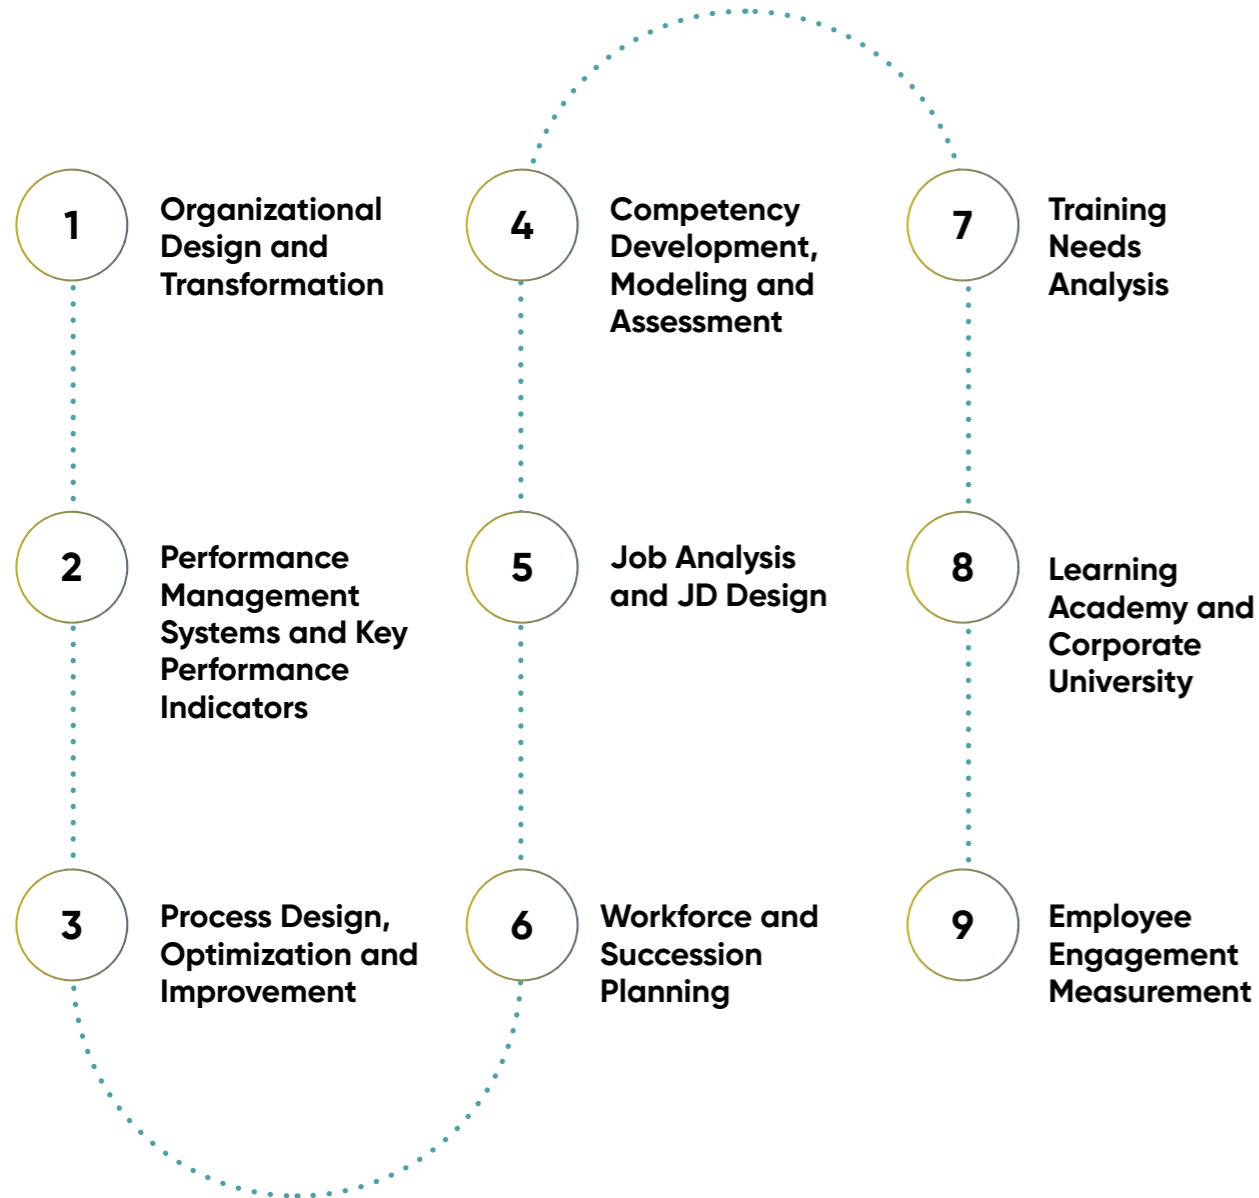 1
Organizational
Design and
Transformation
2
Performance
Management
Systems and Key
Performance
Indicators
3
Process Design,
Optimization and
Improvement
4
Competency
Development,
Modeling and
Assessment
5
Job Analysis
and JD Design
6
Workforce and
Succession
Planning
7
Training
Needs
Analysis
8
Learning
Academy and
Corporate
University
9
Employee
Engagement
Measurement